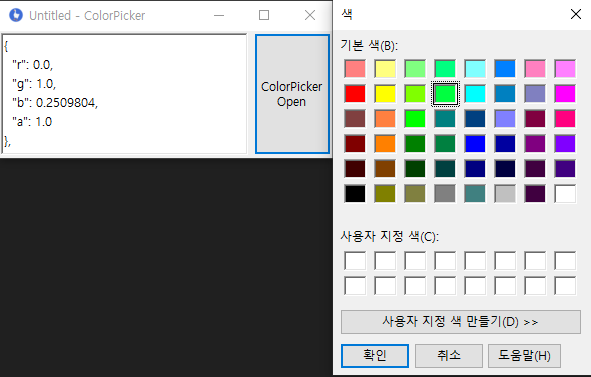 Untitled - ColorPicker
{
"r": 0.0,
"g": 1.0,
"b": 0.2509804,
"a": 1.0
},
ColorPicker
Open
색
기본 색(B):
사용자 지정 색(C):
사용자 지정 색 만들기(D) >>
확인
취소
도움말(H)